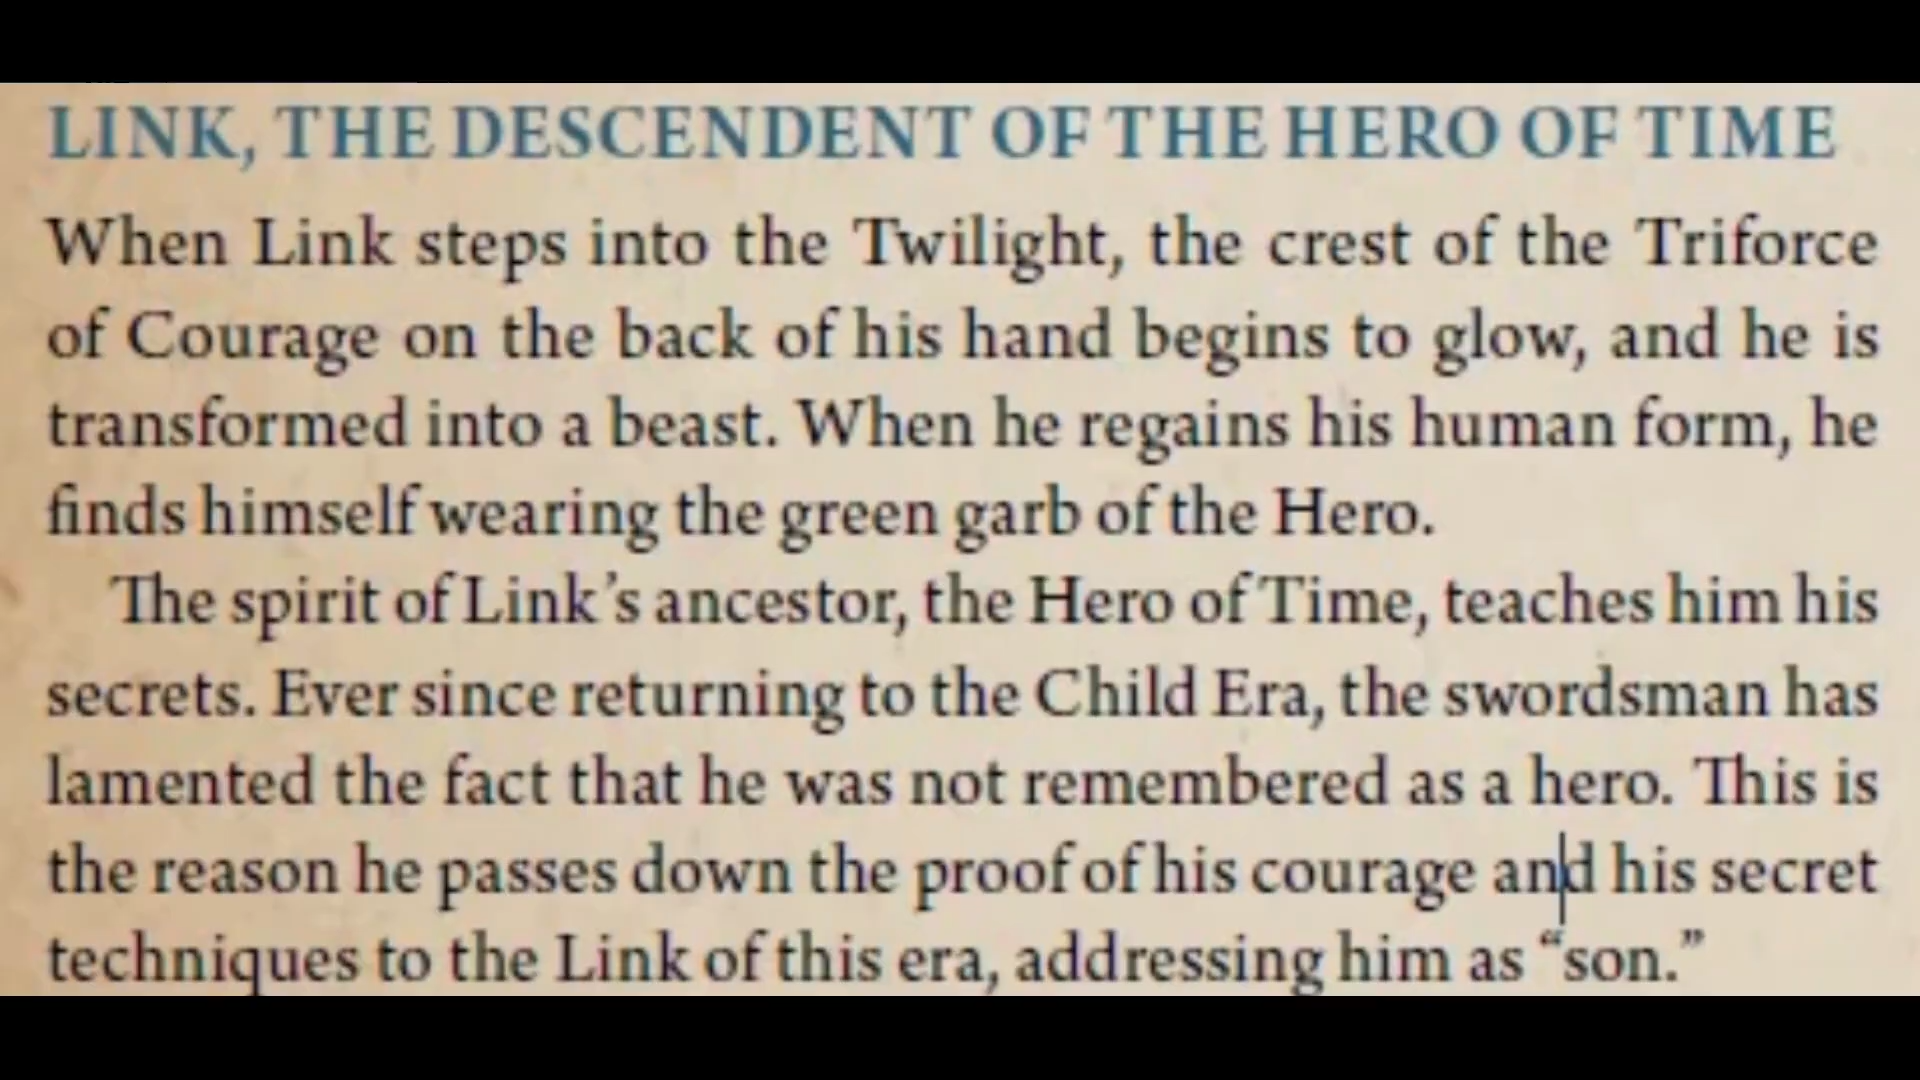 LINK, THE DESCENDENT OF THE HERO OF TIME
When Link steps into the Twilight, the crest of the Triforce
of Courage on the back of his hand begins to glow, and he is
transformed into a beast. When he regains his human form, he
finds himself wearing the green garb of the Hero.
The spirit of Link’s ancestor, the Hero of Time, teaches him his
secrets. Ever since returning to the Child Era, the swordsman has
lamented the fact that he was not remembered as a hero. This is
the reason he passes down the proof of his courage and his secret
techniques to the Link of this era, addressing him as “son.”